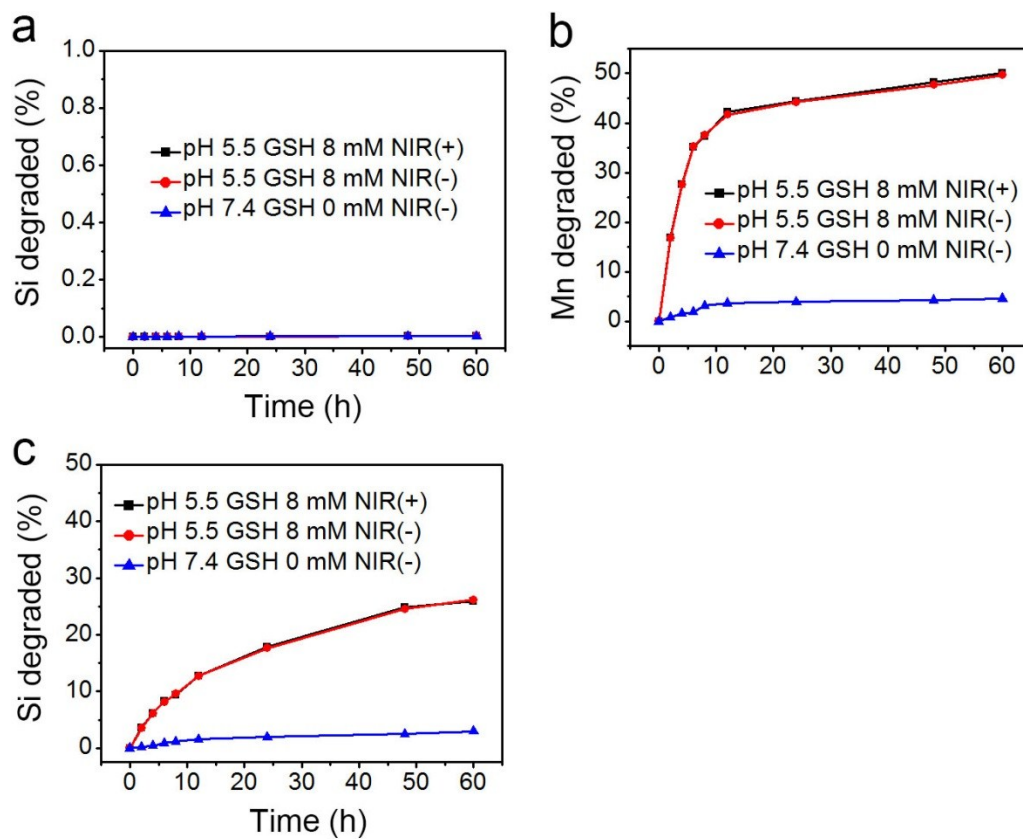 a
Si degraded (%)
1.0
0.8
0.6
0.4
0.2
0.0
pH 5.5 GSH 8 mM NIR(+)
pH 5.5 GSH 8 mM NIR(-)
pH 7.4 GSH 0 mM NIR(-)
0 10 20 30 40 50 60
Time (h)
b
Mn degraded (%)
50
40
30
20
10
0
pH 5.5 GSH 8 mM NIR(+)
pH 5.5 GSH 8 mM NIR(-)
pH 7.4 GSH 0 mM NIR(-)
0 10 20 30 40 50 60
Time (h)
c
Si degraded (%)
50
40
30
20
10
0
pH 5.5 GSH 8 mM NIR(+)
pH 5.5 GSH 8 mM NIR(-)
pH 7.4 GSH 0 mM NIR(-)
0 10 20 30 40 50 60
Time (h)